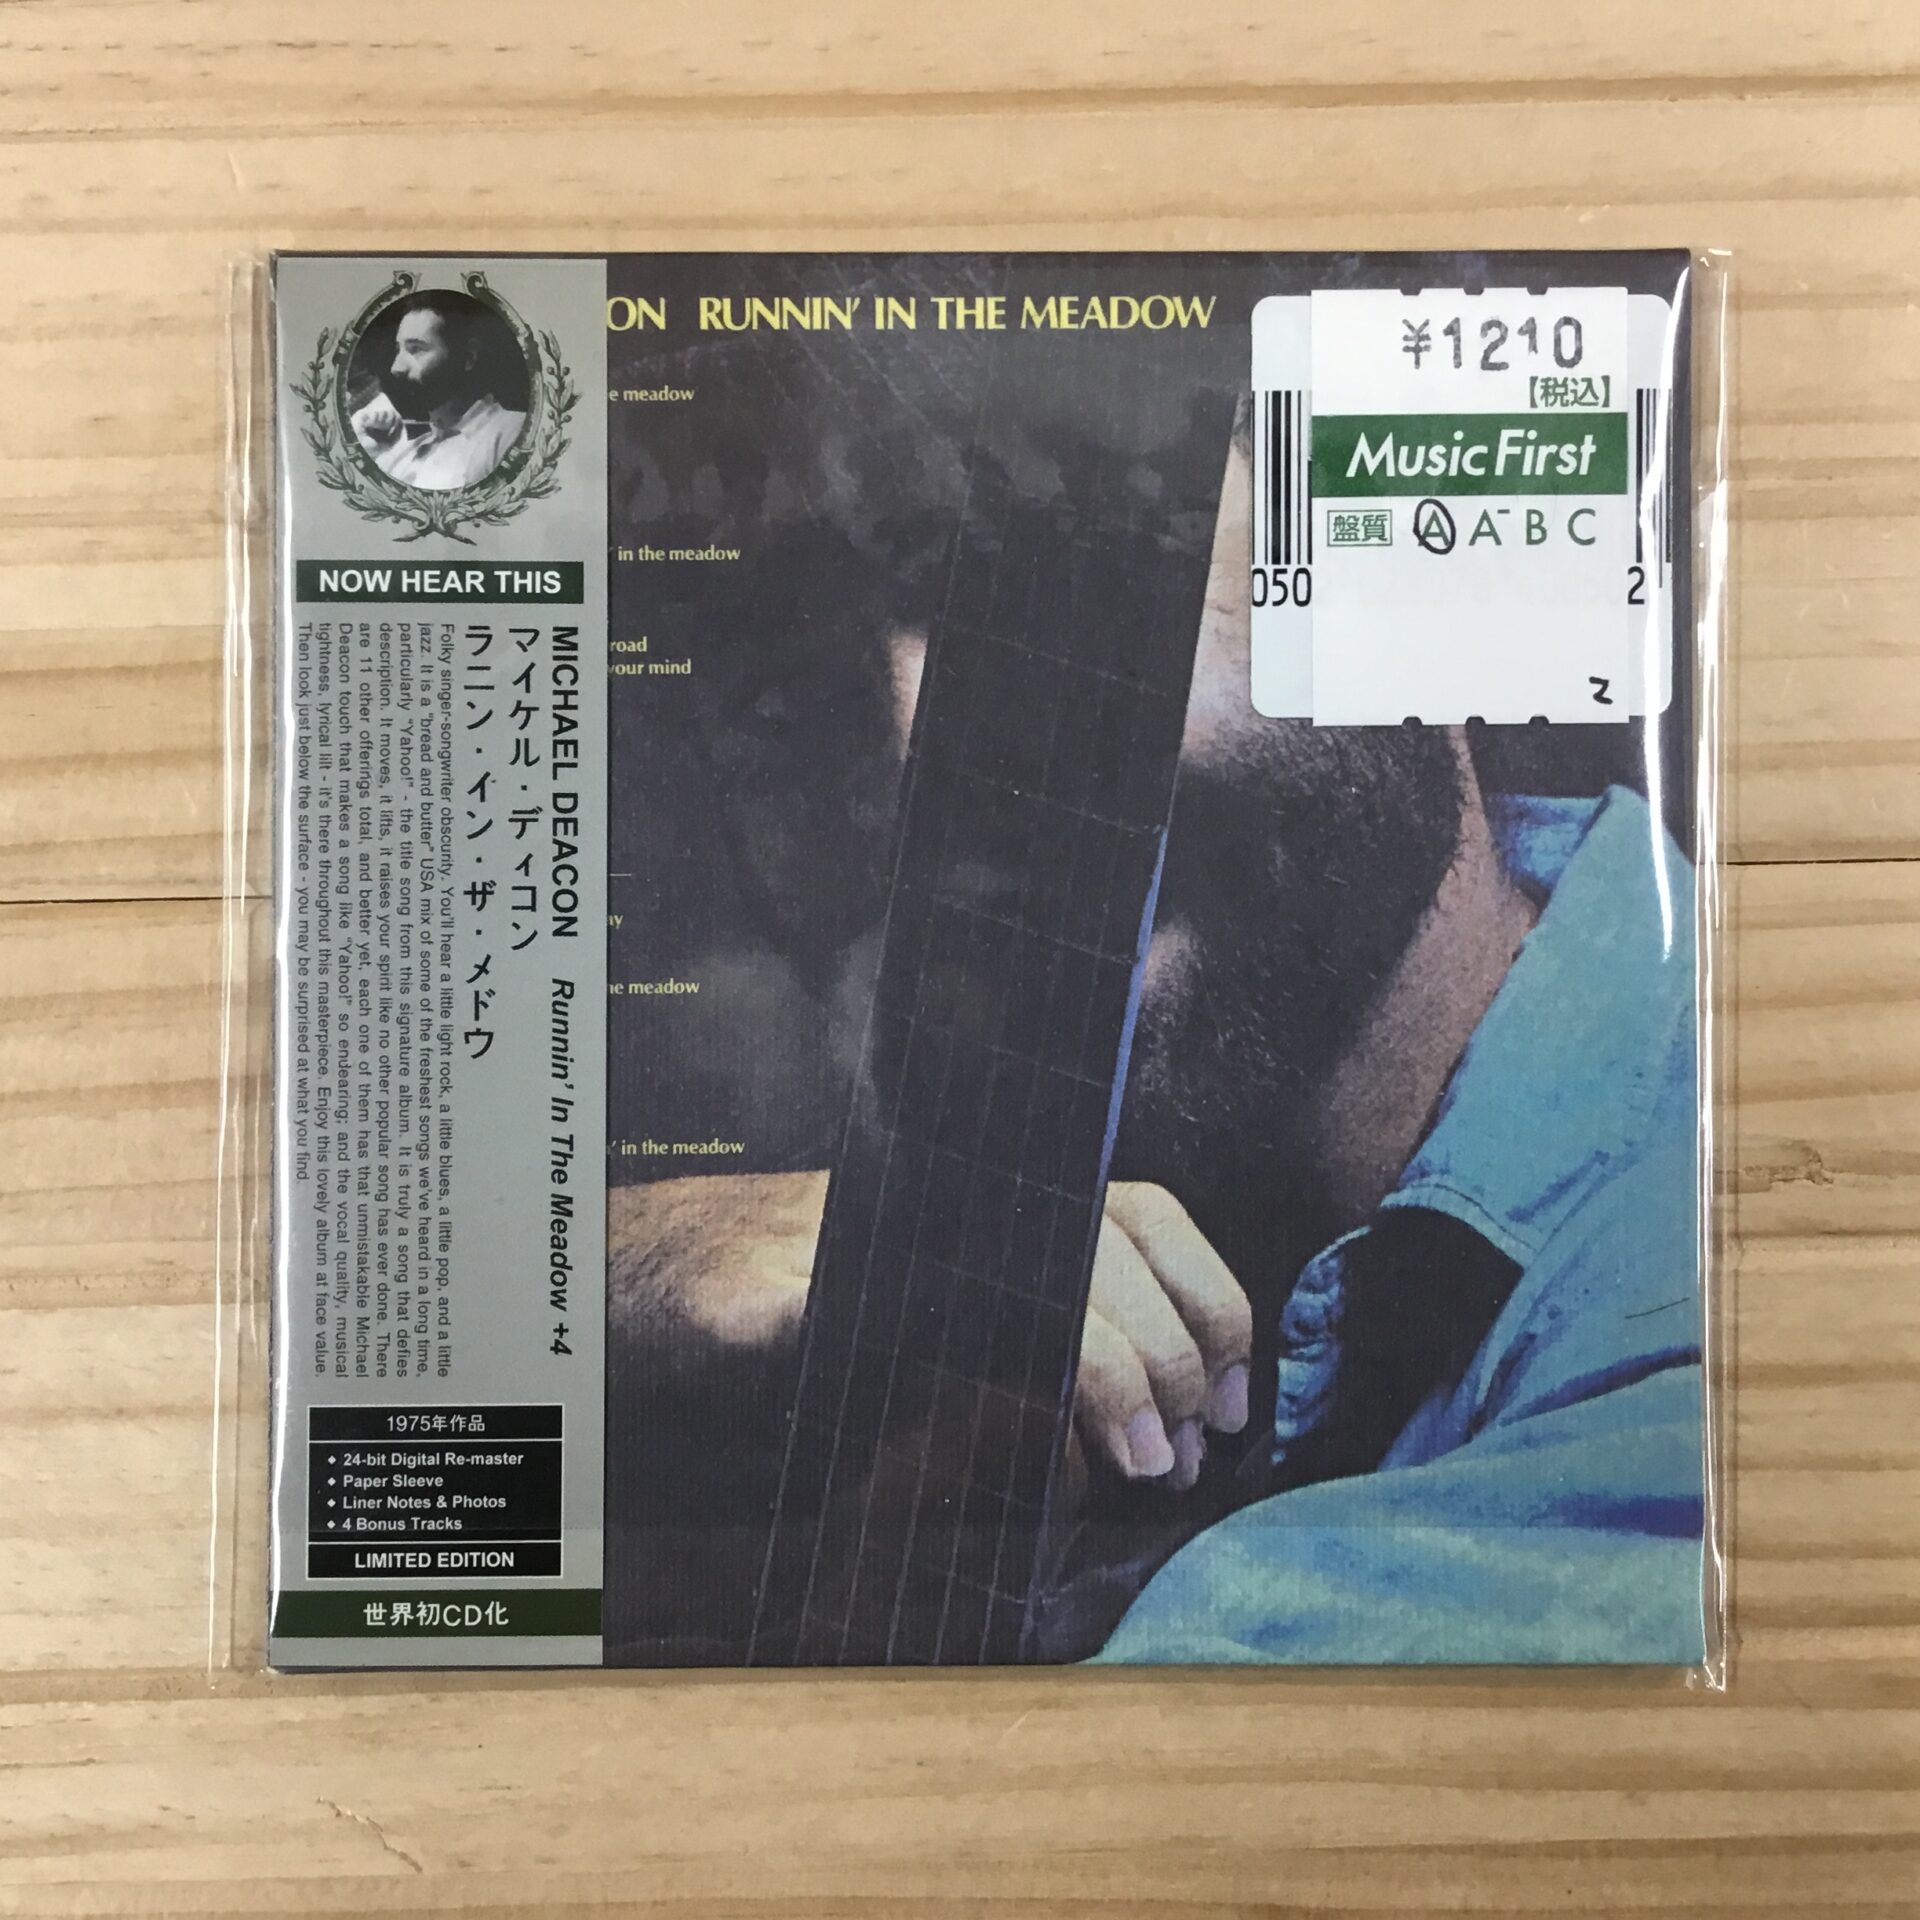 ON RUNNIN' IN THE MEADOW
e meadow
' in the meadow
road
your mind
ay
ne meadow
' in the meadow
¥1210
【税込】
Music First
盤質 A A- B C
050
2
2
NOW HEAR THIS
MICHAEL DEACON Runnin' In The Meadow +4
マイケル・ディコン
ラニン・イン・ザ・メドウ
Folky singer-songwriter obscurity. You'll hear a little light rock, a little blues, a little pop, and a little
jazz. It is a "bread and butter" USA mix of some of the freshest songs we've heard in a long time,
particularly "Yahoo!" - the title song from this signature album. It is truly a song that defies
description. It moves, it lifts, it raises your spirit like no other popular song has ever done. There
are 11 other offerings total, and better yet, each one of them has that unmistakable Michael
Deacon touch that makes a song like "Yahoo!" so endearing; and the vocal quality, musical
tightness, lyrical lilt - it's there throughout this masterpiece. Enjoy this lovely album at face value.
Then look just below the surface - you may be surprised at what you find.
1975年作品
◆ 24-bit Digital Re-master
◆ Paper Sleeve
◆ Liner Notes & Photos
◆ 4 Bonus Tracks
LIMITED EDITION
世界初CD化